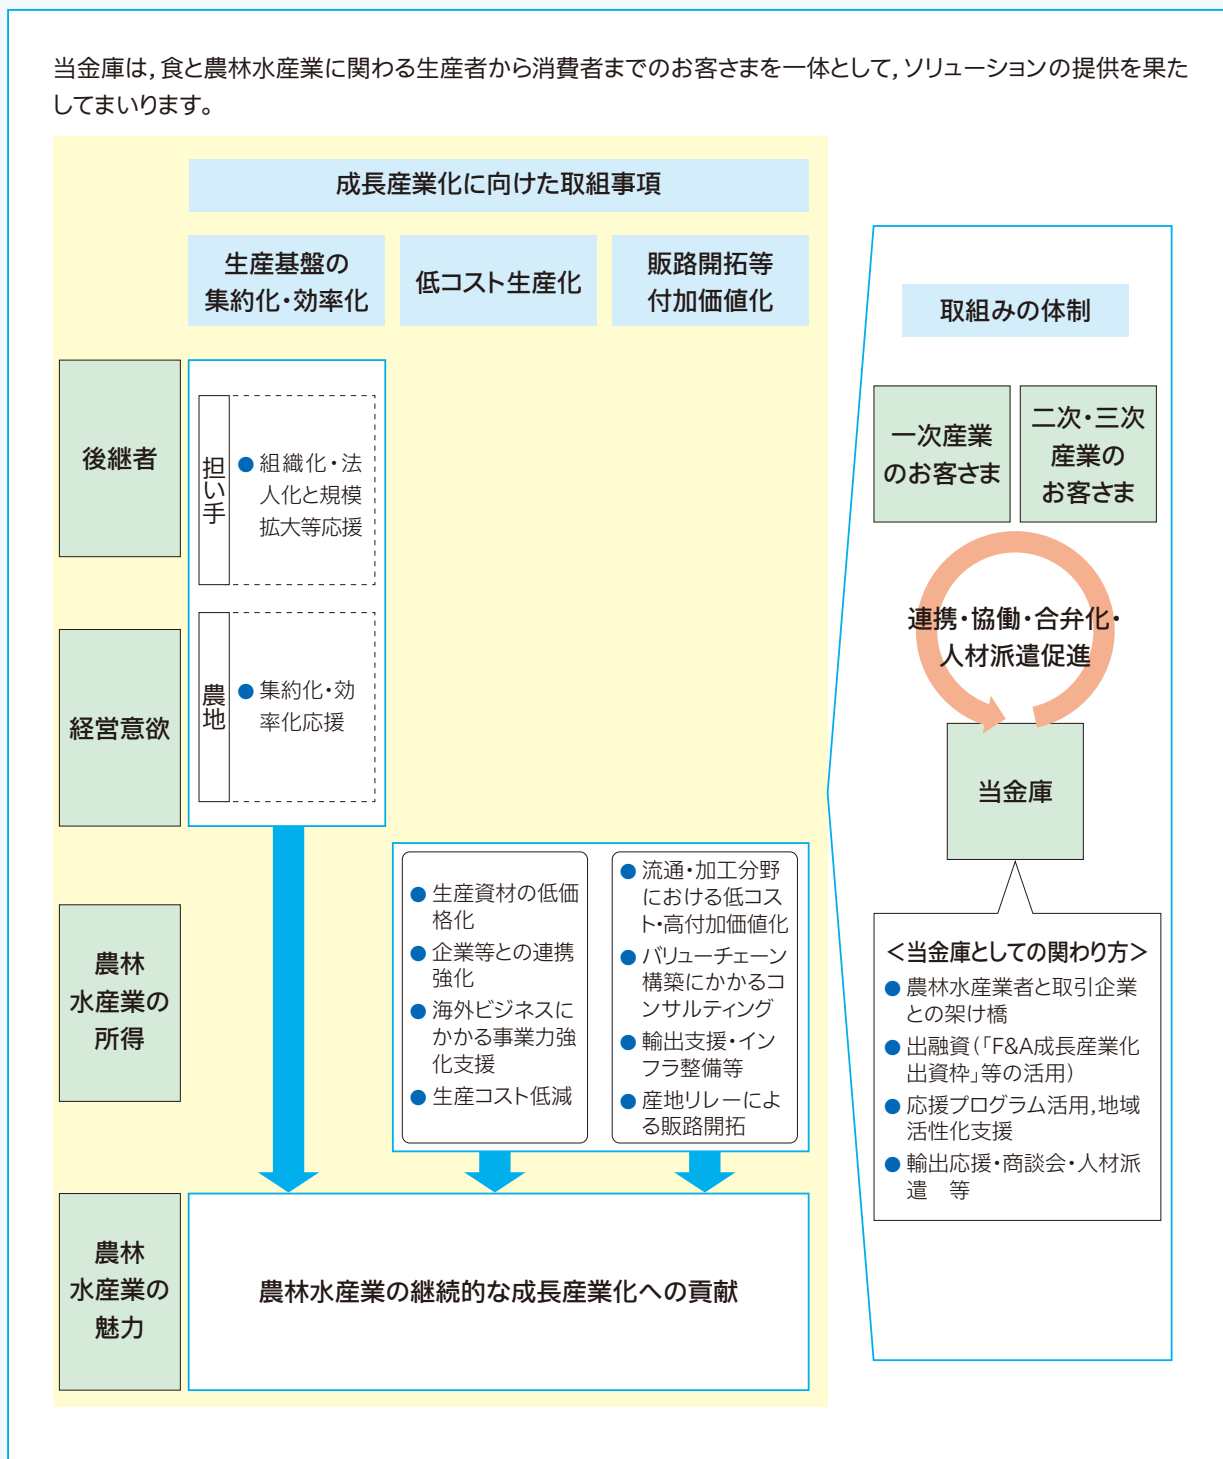 当金庫は,食と農林水産業に関わる生産者から消費者までのお客さまを一体として,ソリューションの提供を果た
してまいります。
成長産業化に向けた取組事項
生産基盤の
集約化・効率化
低コスト生産化
販路開拓等
付加価値化
後継者
担い手
●組織化・法
人化と規模
拡大等応援
経営意欲
農地
●集約化・効
率化応援
農林
水産業の
所得
●生産資材の低価
格化
●企業等との連携
強化
●海外ビジネスに
かかる事業力強
化支援
●生産コスト低減
●流通・加工分野
における低コス
ト・高付加価値化
●バリューチェーン
構築にかかるコ
ンサルティング
●輸出支援・イン
フラ整備等
●産地リレーによ
る販路開拓
農林
水産業の
魅力
農林水産業の継続的な成長産業化への貢献
取組みの体制
一次産業
のお客さま
二次・三次
産業の
お客さま
連携・協働・合弁化・
人材派遣促進
当金庫
＜当金庫としての関わり方＞
●農林水産業者と取引企業
との架け橋
●出融資(「F&A成長産業化
出資枠」等の活用)
●応援プログラム活用,地域
活性化支援
●輸出応援・商談会・人材派
遣　等